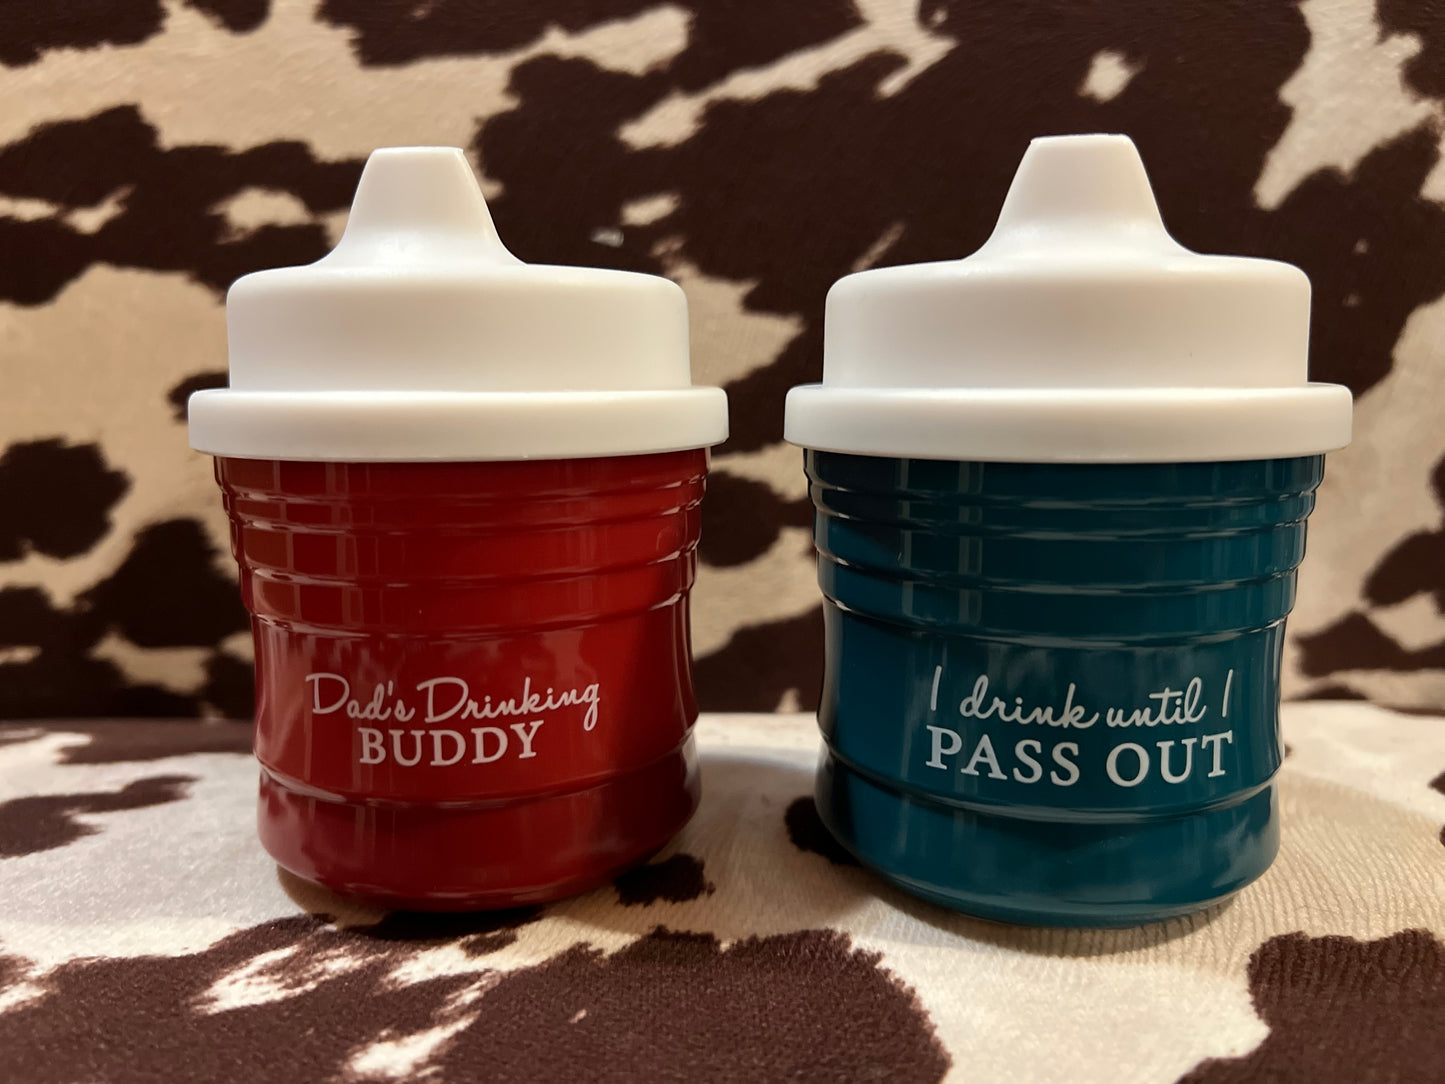 Dad's Drinking
BUDDY
I drink until I
PASS OUT